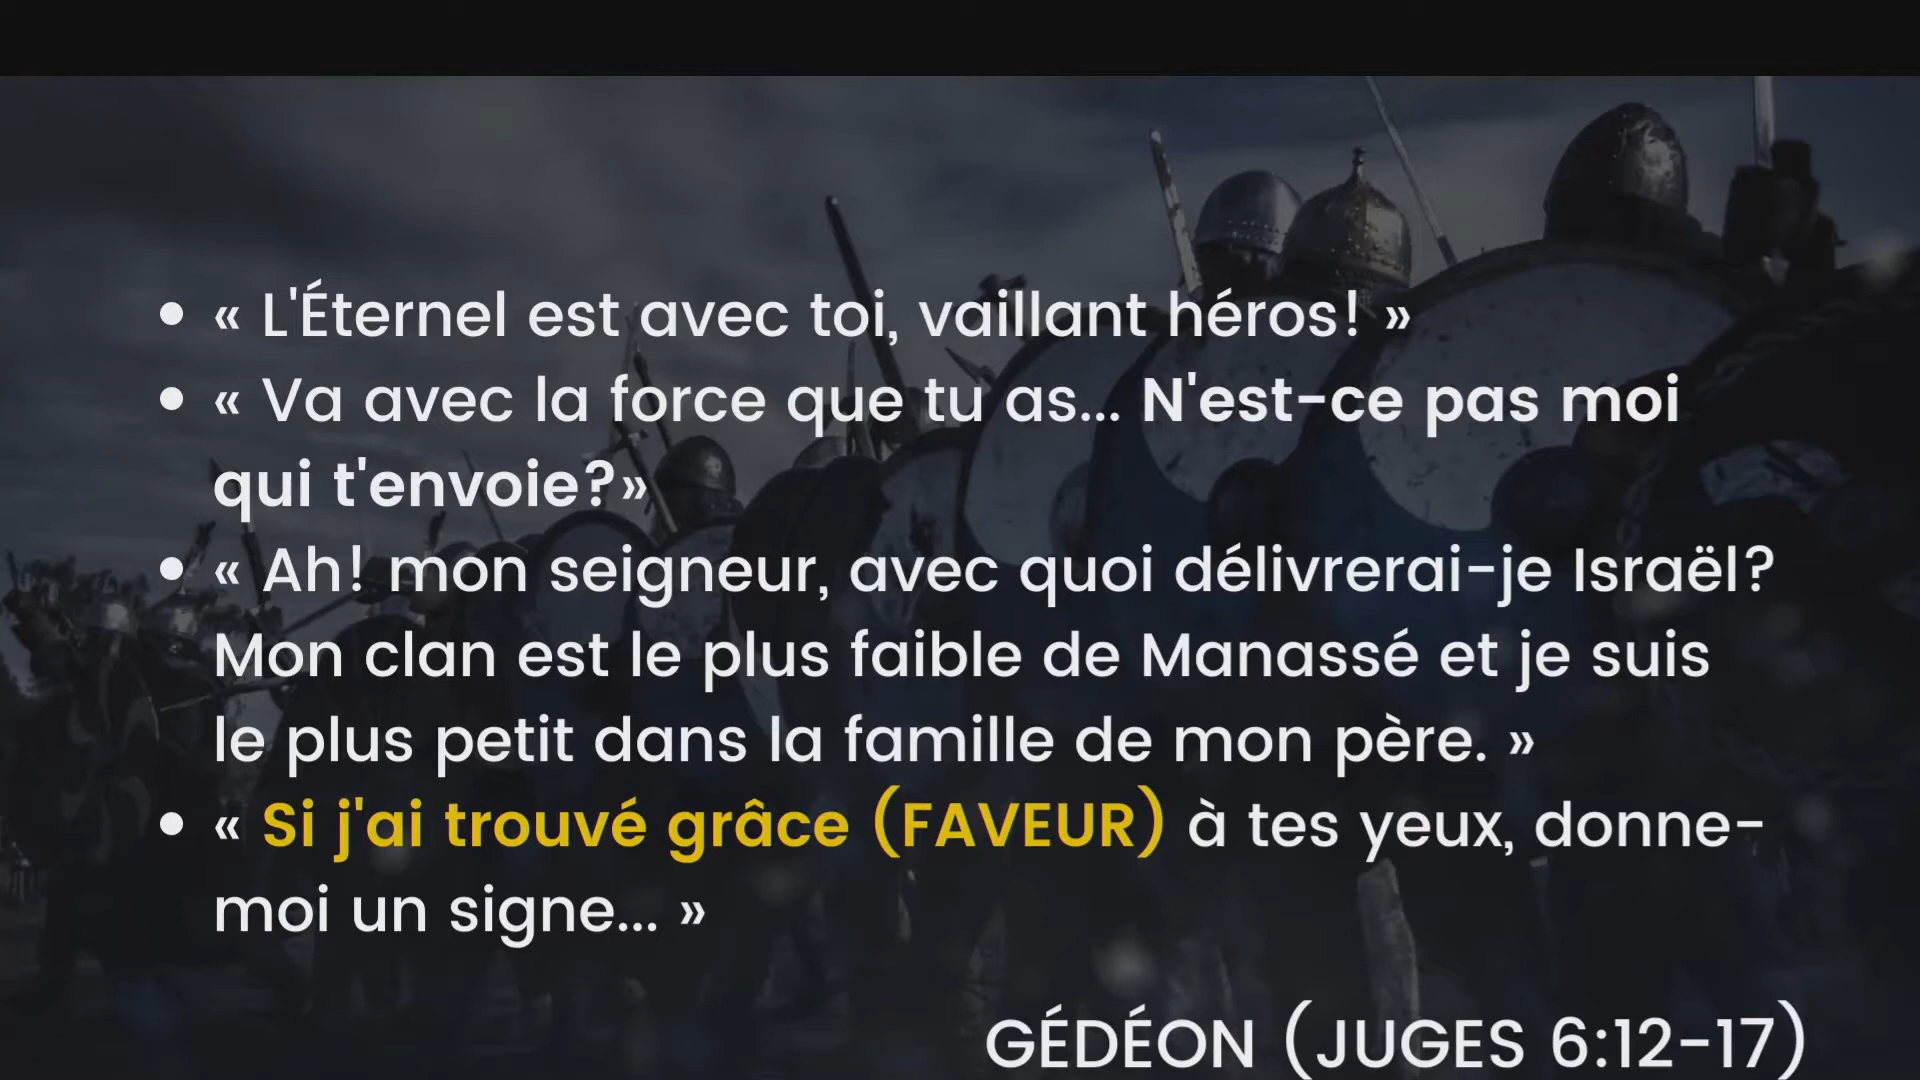 • « L'Éternel est avec toi, vaillant héros! »
• « Va avec la force que tu as... N'est-ce pas moi
qui t'envoie?»
• « Ah! mon seigneur, avec quoi délivrerai-je Israël?
Mon clan est le plus faible de Manassé et je suis
le plus petit dans la famille de mon père. »
• « Si j'ai trouvé grâce (FAVEUR) à tes yeux, donne-
moi un signe... »
GÉDÉON (JUGES 6:12-17)